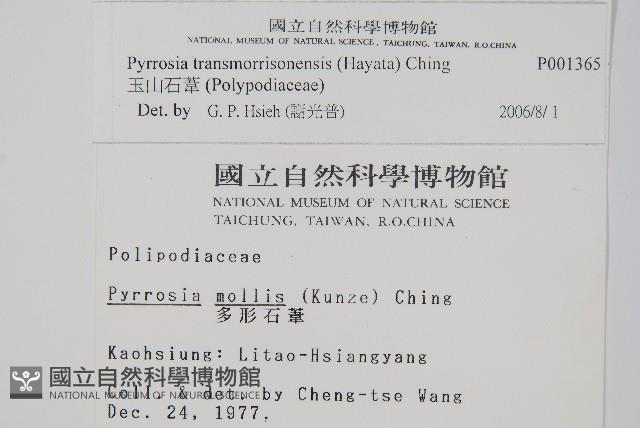 國立自然科學博物館
NATIONAL MUSEUM OF NATURAL SCIENCE, TAICHUNG, TAIWAN, R.O.CHINA
Pyrrosia transmorrisonensis (Hayata) Ching P001365
玉山石葦 (Polypodiaceae)
Det. by G. P. Hsieh (謝光普) 2006/8/1
國立自然科學博物館
NATIONAL MUSEUM OF NATURAL SCIENCE
TAICHUNG, TAIWAN, R.O.CHINA
Polipodiaceae
Pyrrosia mollis (Kunze) Ching
多形石葦
Kaohsiung: Litao-Hsiangyang
Coll. & det. by Cheng-tse Wang
Dec. 24, 1977.
國立自然科學博物館
NATIONAL MUSEUM OF NATURAL SCIENCE